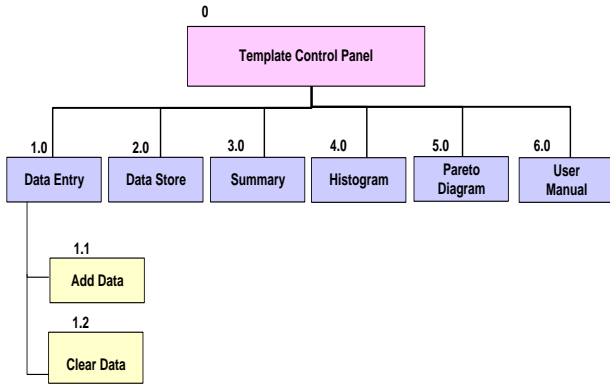 0
Template Control Panel
1.0
2.0
3.0
4.0
5.0
6.0
Data Entry
Data Store
Summary
Histogram
Pareto
Diagram
User
Manual
1.1
Add Data
1.2
Clear Data